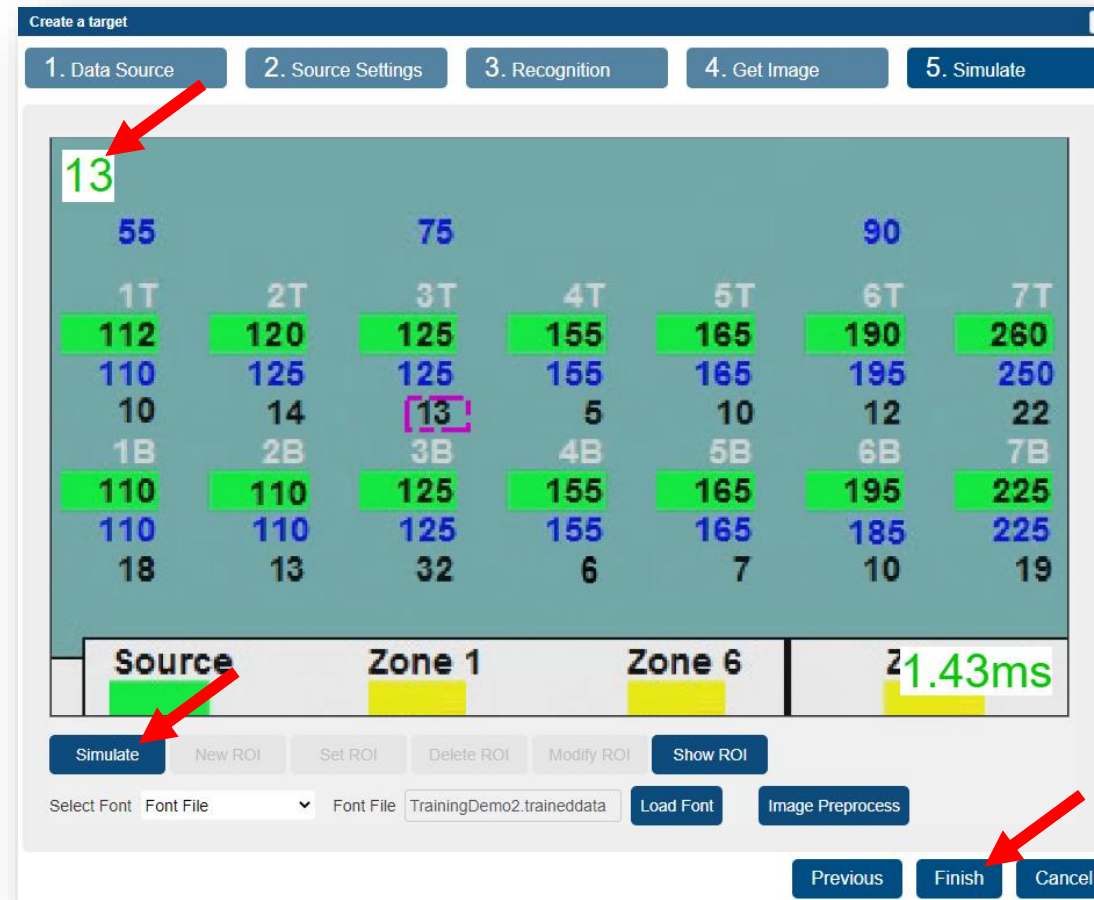 Create a target
1. Data Source 2. Source Settings 3. Recognition 4. Get Image 5. Simulate
13
55 75 90
1T 2T 3T 4T 5T 6T 7T
112 120 125 155 165 190 260
110 125 125 155 165 195 250
10 14 13 5 10 12 22
1B 2B 3B 4B 5B 6B 7B
110 110 125 155 165 195 225
110 110 125 155 165 185 225
18 13 32 6 7 10 19
Source Zone 1 Zone 6
1.43ms
Simulate New ROI Set ROI Delete ROI Modify ROI Show ROI
Select Font Font File Font File TrainingDemo2.traineddata Load Font Image Preprocess
Previous Finish Cancel